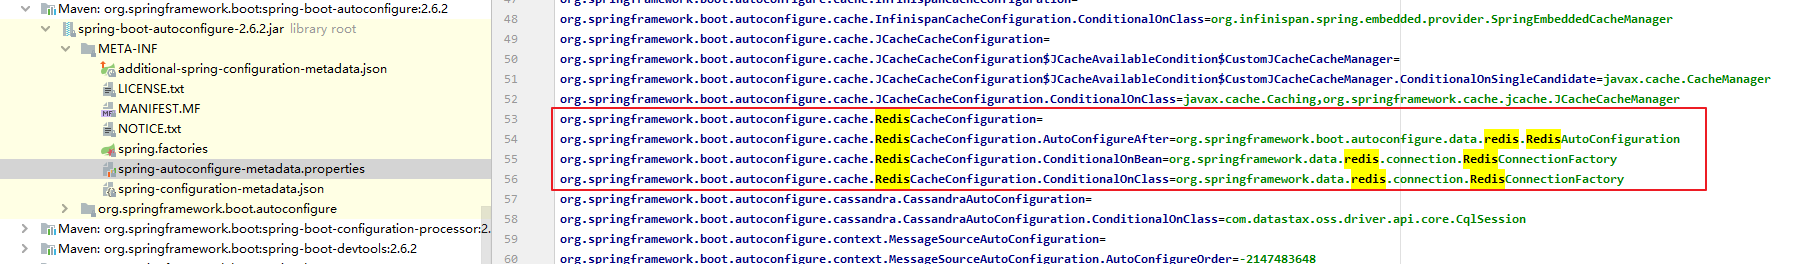 Maven: org.springframework.boot:spring-boot-autoconfigure:2.6.2
spring-boot-autoconfigure-2.6.2.jar library root
META-INF
additional-spring-configuration-metadata.json
LICENSE.txt
MANIFEST.MF
NOTICE.txt
spring.factories
spring-autoconfigure-metadata.properties
spring-configuration-metadata.json
org.springframework.boot.autoconfigure
Maven: org.springframework.boot:spring-boot-configuration-processor:2.
Maven: org.springframework.boot:spring-boot-devtools:2.6.2
48 org.springframework.boot.autoconfigure.cache.InfinispanCacheConfiguration.ConditionalOnClass=org.infinispan.spring.embedded.provider.SpringEmbeddedCacheManager
49 org.springframework.boot.autoconfigure.cache.JCacheCacheConfiguration=
50 org.springframework.boot.autoconfigure.cache.JCacheCacheConfiguration$JCacheAvailableCondition$CustomJCacheCacheManager=
51 org.springframework.boot.autoconfigure.cache.JCacheCacheConfiguration$JCacheAvailableCondition$CustomJCacheCacheManager.ConditionalOnSingleCandidate=javax.cache.CacheManager
52 org.springframework.boot.autoconfigure.cache.JCacheCacheConfiguration.ConditionalOnClass=javax.cache.Caching,org.springframework.cache.jcache.JCacheCacheManager
53 org.springframework.boot.autoconfigure.cache.RedisCacheConfiguration=
54 org.springframework.boot.autoconfigure.cache.RedisCacheConfiguration.AutoConfigureAfter=org.springframework.boot.autoconfigure.data.redis.RedisAutoConfiguration
55 org.springframework.boot.autoconfigure.cache.RedisCacheConfiguration.ConditionalOnBean=org.springframework.data.redis.connection.RedisConnectionFactory
56 org.springframework.boot.autoconfigure.cache.RedisCacheConfiguration.ConditionalOnClass=org.springframework.data.redis.connection.RedisConnectionFactory
57 org.springframework.boot.autoconfigure.cassandra.CassandraAutoConfiguration=
58 org.springframework.boot.autoconfigure.cassandra.CassandraAutoConfiguration.ConditionalOnClass=com.datastax.oss.driver.api.core.CqlSession
59 org.springframework.boot.autoconfigure.context.MessageSourceAutoConfiguration=
60 org.springframework.boot.autoconfigure.context.MessageSourceAutoConfiguration.AutoConfigureOrder=-2147483648